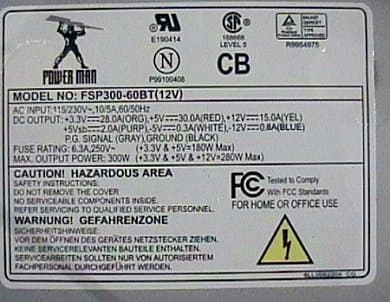 POWER MAN
E190414
168668
LEVEL 5
R9954975
N
P99100408
CB
MODEL NO: FSP300-60BT(12V)
AC INPUT:115/230V~,10/5A,60/50Hz
DC OUTPUT: +3.3V⎓28.0A(ORG),+5V⎓30.0A(RED),+12V⎓15.0A(YEL)
+5Vsb⎓2.0A(PURP),-5V⎓0.3A(WHITE),-12V⎓0.8A(BLUE)
P.G. SIGNAL (GRAY),GROUND (BLACK)
FUSE RATING: 6.3A,250V~ (+3.3V & +5V=180W Max)
MAX. OUTPUT POWER: 300W (+3.3V & +5V & +12V=280W Max)
CAUTION! HAZARDOUS AREA
SAFETY INSTRUCTIONS:
DO NOT REMOVE THE COVER
NO SERVICEABLE COMPONENTS INSIDE.
REFER SERVICING TO QUALIFIED SERVICE PERSONNEL.
FC Tested to Comply
With FCC Standards
FOR HOME OR OFFICE USE
WARNUNG! GEFAHRENZONE
SICHERHEITSHINWEISE:
VOR DEM ÖFFNEN DES GERÄTES NETZSTECKER ZIEHEN.
KEINE SERVICERELEVANTEN BAUTEILE ENTHALTEN.
SERVICEARBEITEN SOLLTEN NUR VON AUTORISIERTEM
FACHPERSONAL DURCHGEFÜHRT WERDEN.